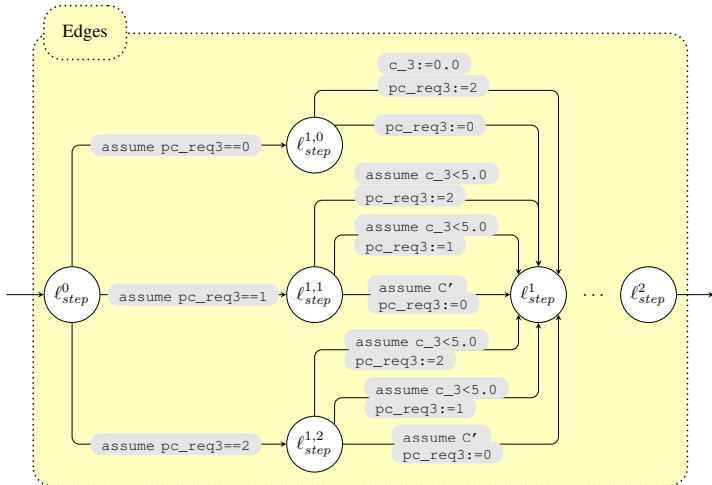 Edges
c_3:=0.0
pc_req3:=2
pc_req3:=0
assume pc_req3==0
ℓ^{1,0}_{step}
assume c_3<5.0
pc_req3:=2
assume c_3<5.0
pc_req3:=1
ℓ^0_{step}
assume pc_req3==1
ℓ^{1,1}_{step}
assume C'
pc_req3:=0
ℓ^1_{step}
...
ℓ^2_{step}
assume c_3<5.0
pc_req3:=2
assume c_3<5.0
pc_req3:=1
assume pc_req3==2
ℓ^{1,2}_{step}
assume C'
pc_req3:=0